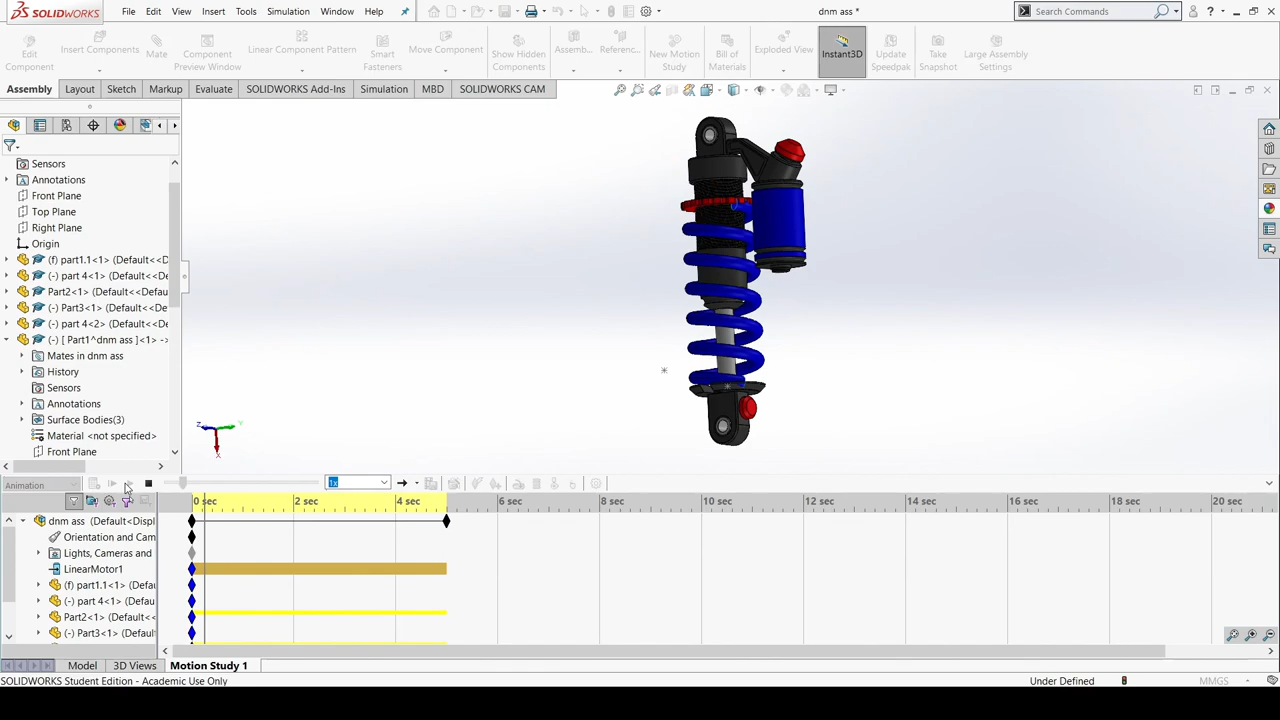 SOLIDWORKS File Edit View Insert Tools Simulation Window Help dnm ass * Search Commands
Edit Component
Insert Components
Mate
Component Preview Window
Linear Component Pattern
Smart Fasteners
Move Component
Show Hidden Components
Assemb...
Referenc...
New Motion Study
Bill of Materials
Exploded View
Instant3D
Update Speedpak
Take Snapshot
Large Assembly Settings
Assembly Layout Sketch Markup Evaluate SOLIDWORKS Add-Ins Simulation MBD SOLIDWORKS CAM
Sensors
Annotations
Front Plane
Top Plane
Right Plane
Origin
(f) part1.1<1> (Default<<D
(-) part 4<1> (Default<<De
Part2<1> (Default<<Default
(-) Part3<1> (Default<<De
(-) part 4<2> (Default<<De
(-) [ Part1^dnm ass ]<1> ->
Mates in dnm ass
History
Sensors
Annotations
Surface Bodies(3)
Material <not specified>
Front Plane
Z Y X
Animation 1x
0 sec 2 sec 4 sec 6 sec 8 sec 10 sec 12 sec 14 sec 16 sec 18 sec 20 sec
dnm ass (Default<Displ
Orientation and Cam
Lights, Cameras and
LinearMotor1
(f) part1.1<1> (Defau
(-) part 4<1> (Defau
Part2<1> (Default<<
(-) Part3<1> (Defaul
Model 3D Views Motion Study 1
SOLIDWORKS Student Edition - Academic Use Only Under Defined MMGS